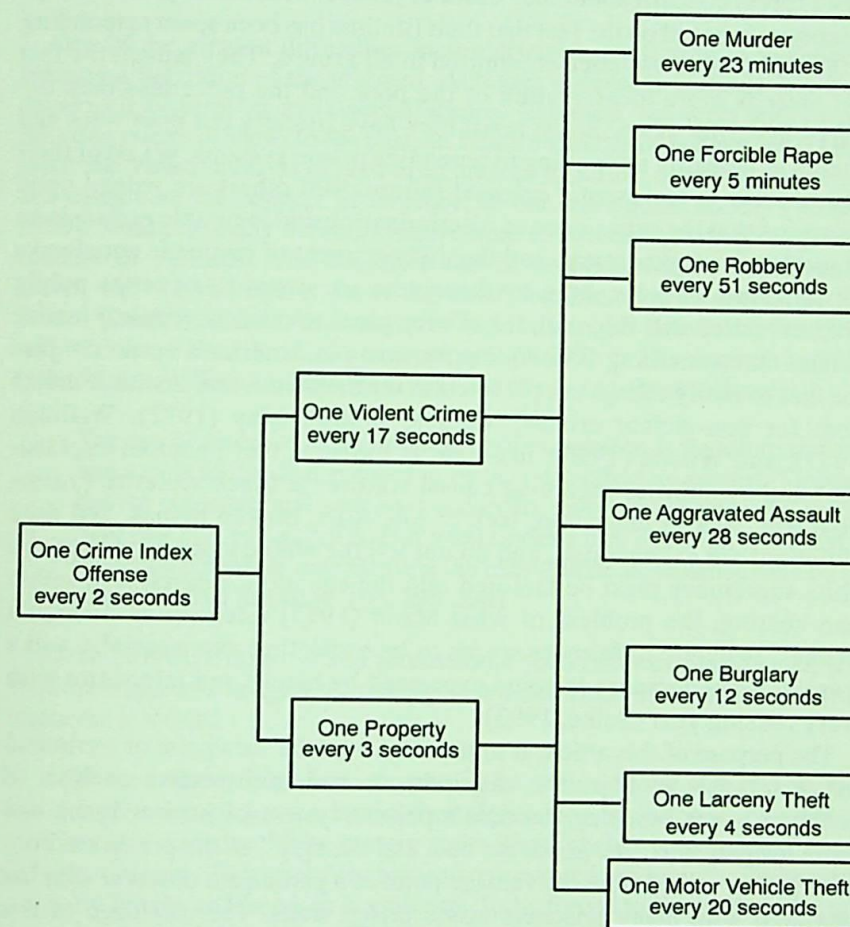 One Murder
every 23 minutes
One Forcible Rape
every 5 minutes
One Robbery
every 51 seconds
One Violent Crime
every 17 seconds
One Aggravated Assault
every 28 seconds
One Crime Index
Offense
every 2 seconds
One Burglary
every 12 seconds
One Property
every 3 seconds
One Larceny Theft
every 4 seconds
One Motor Vehicle Theft
every 20 seconds